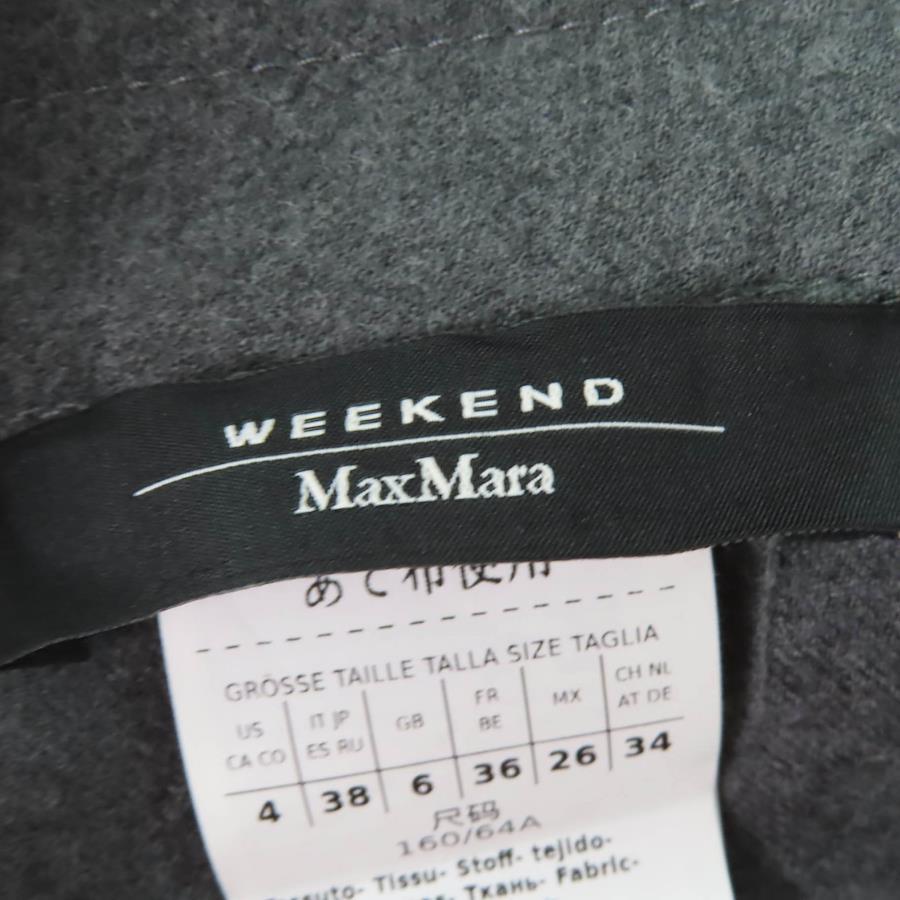 WEEKEND
MaxMara
あて布使用
GRÖSSE TAILLE TALLA SIZE TAGLIA
US CA CO IT JP ES RU GB FR BE MX CH NL AT DE
4 38 6 36 26 34
尺码
160/64A
Tissu- Stoff- tejido-
Ткань- Fabric-